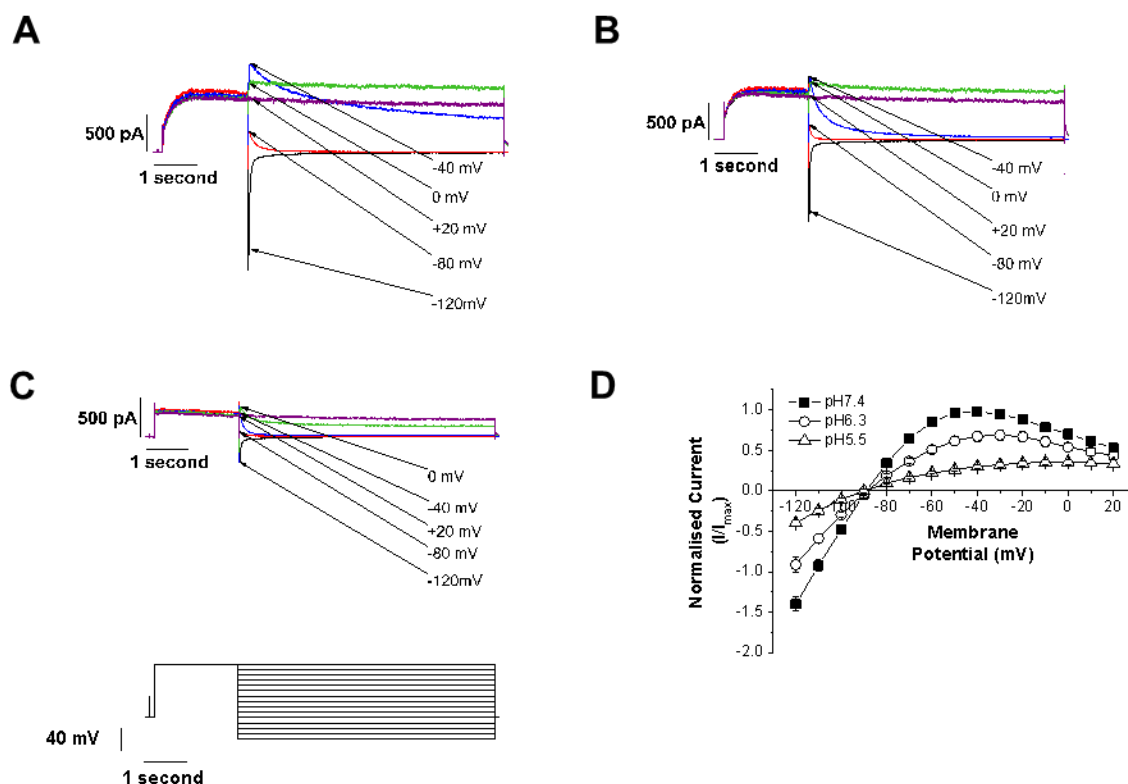 A
500 pA
1 second
-40 mV
0 mV
+20 mV
-80 mV
-120mV
B
500 pA
1 second
-40 mV
0 mV
+20 mV
-80 mV
-120mV
C
500 pA
1 second
0 mV
-40 mV
+20 mV
-80 mV
-120mV
40 mV
1 second
D
pH7.4
pH6.3
pH5.5
1.0
0.5
0.0
-0.5
-1.0
-1.5
-2.0
-120 -100 -80 -60 -40 -20 0 20
Membrane
Potential (mV)
Normalised Current
(I/Imax)